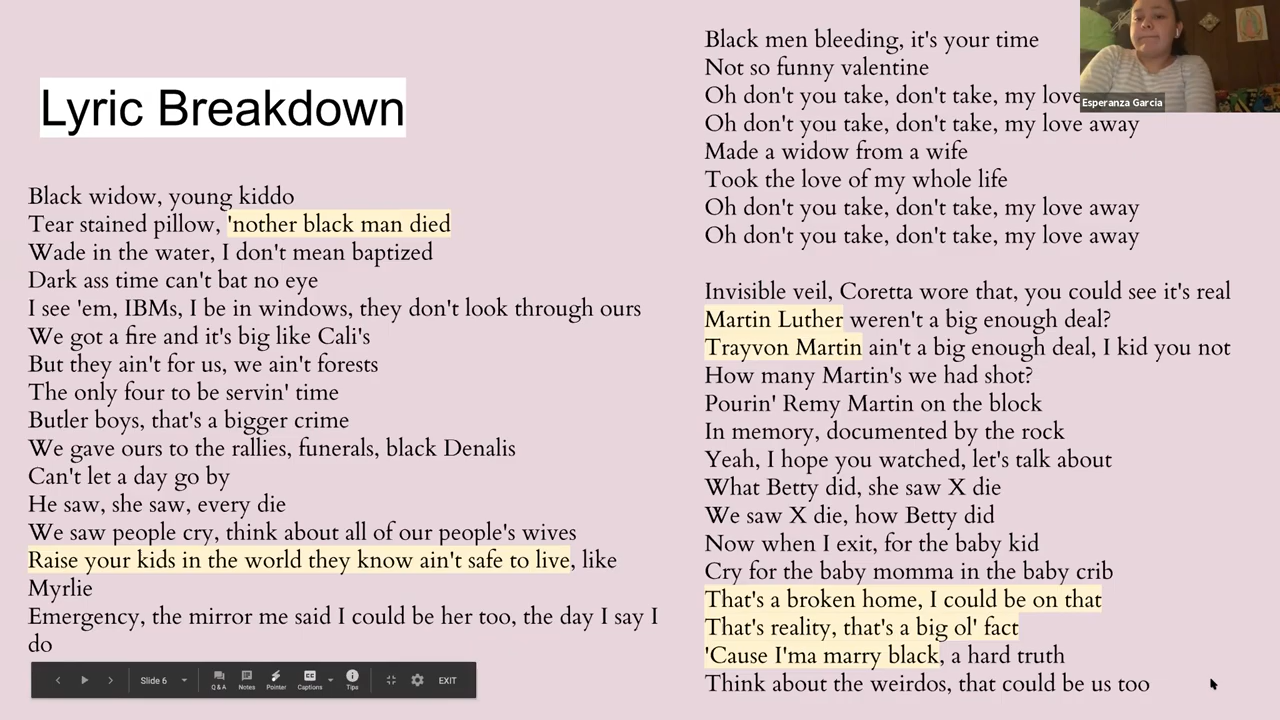 Lyric Breakdown
Black widow, young kiddo
Tear stained pillow, 'nother black man died
Wade in the water, I don't mean baptized
Dark ass time can't bat no eye
I see 'em, IBMs, I be in windows, they don't look through ours
We got a fire and it's big like Cali's
But they ain't for us, we ain't forests
The only four to be servin' time
Butler boys, that's a bigger crime
We gave ours to the rallies, funerals, black Denalis
Can't let a day go by
He saw, she saw, every die
We saw people cry, think about all of our people's wives
Raise your kids in the world they know ain't safe to live, like
Myrlie
Emergency, the mirror me said I could be her too, the day I say I
do
Black men bleeding, it's your time
Not so funny valentine
Oh don't you take, don't take, my love
Oh don't you take, don't take, my love away
Made a widow from a wife
Took the love of my whole life
Oh don't you take, don't take, my love away
Oh don't you take, don't take, my love away
Invisible veil, Coretta wore that, you could see it's real
Martin Luther weren't a big enough deal?
Trayvon Martin ain't a big enough deal, I kid you not
How many Martin's we had shot?
Pourin' Remy Martin on the block
In memory, documented by the rock
Yeah, I hope you watched, let's talk about
What Betty did, she saw X die
We saw X die, how Betty did
Now when I exit, for the baby kid
Cry for the baby momma in the baby crib
That's a broken home, I could be on that
That's reality, that's a big ol' fact
'Cause I'ma marry black, a hard truth
Think about the weirdos, that could be us too
Esperanza Garcia
Slide 6
Q & A
Notes
Pointer
Captions
Tips
EXIT